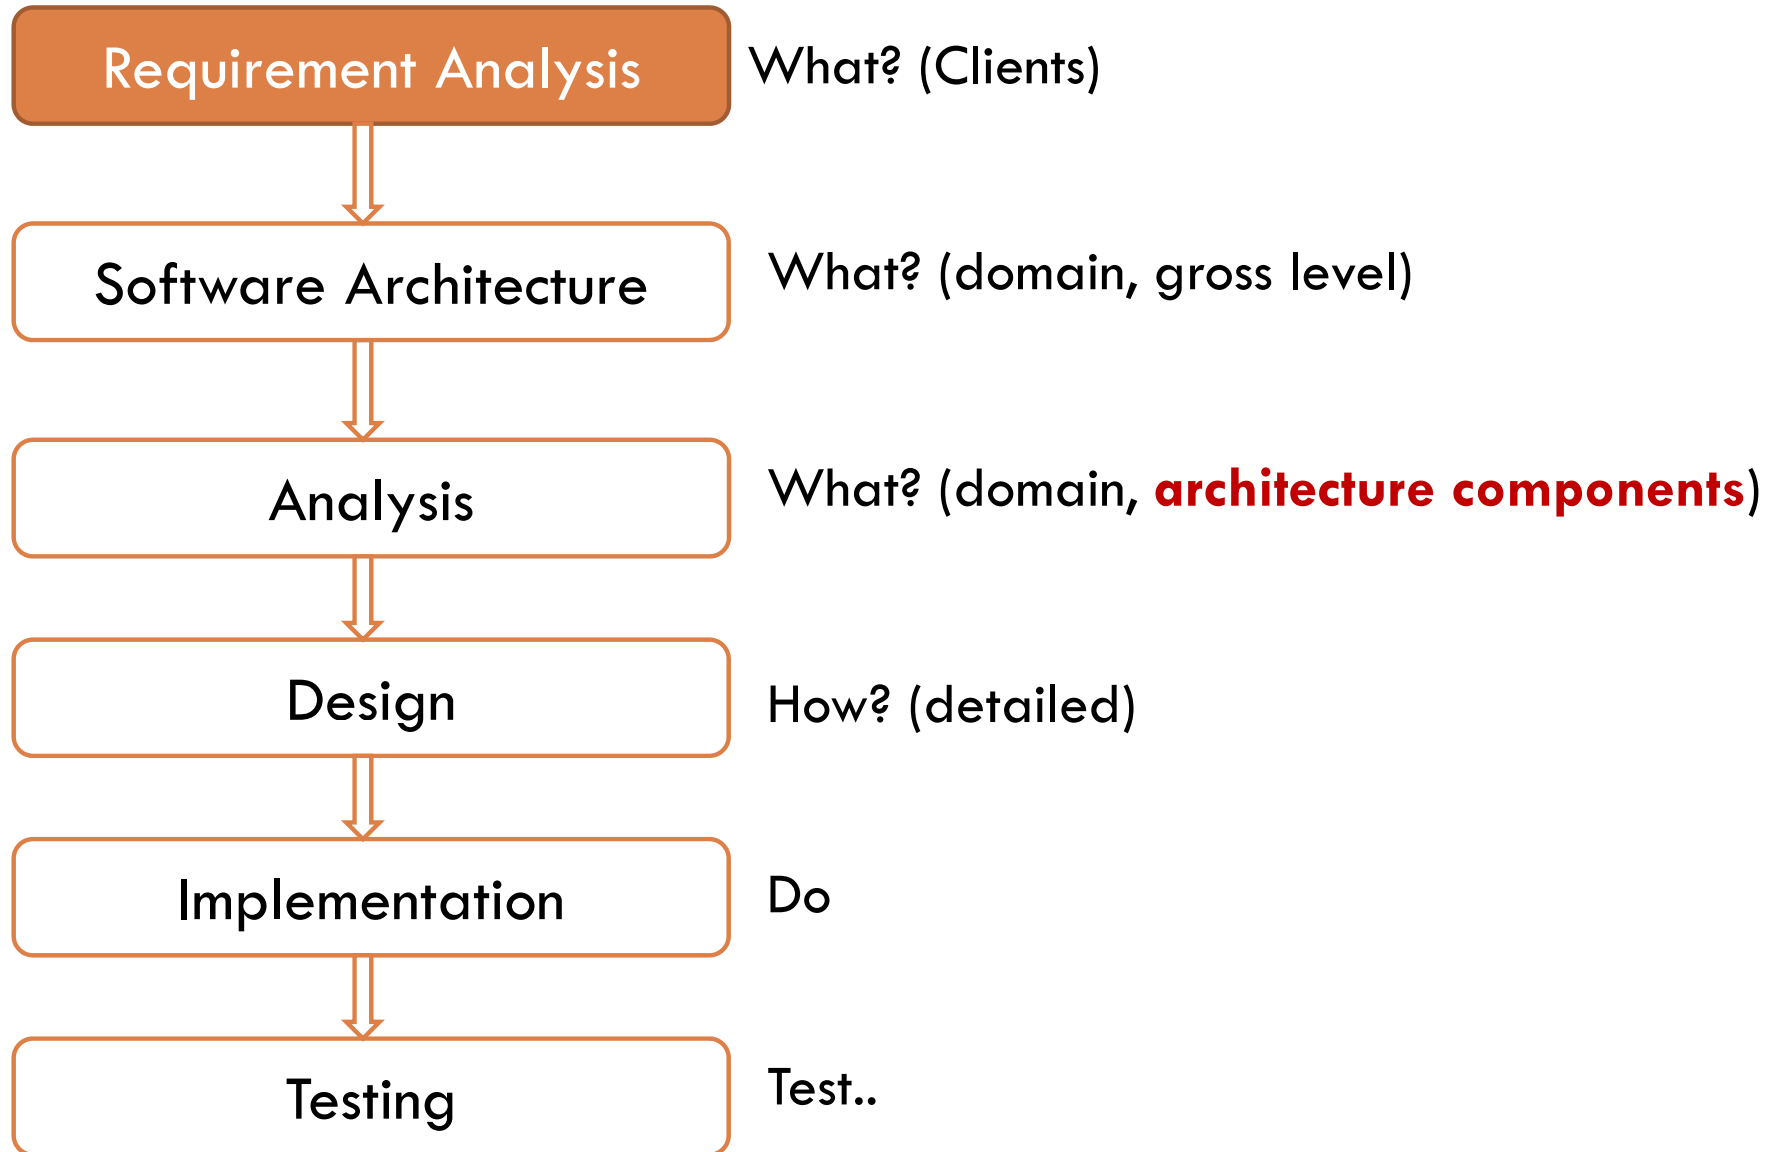 Requirement Analysis
What? (Clients)
Software Architecture
What? (domain, gross level)
Analysis
What? (domain, architecture components)
Design
How? (detailed)
Implementation
Do
Testing
Test..